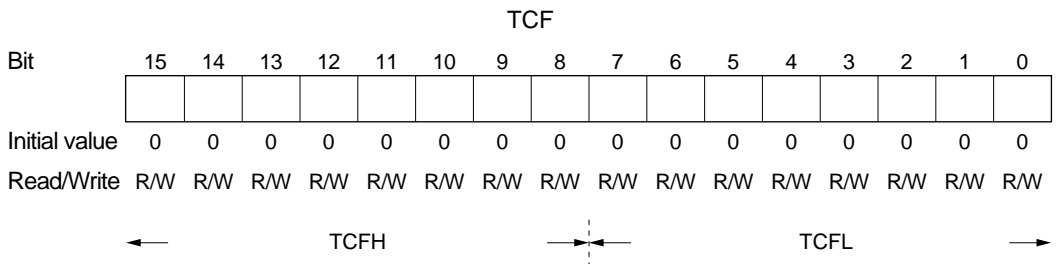 TCF
Bit 15 14 13 12 11 10 9 8 7 6 5 4 3 2 1 0
Initial value 0 0 0 0 0 0 0 0 0 0 0 0 0 0 0 0
Read/Write R/W R/W R/W R/W R/W R/W R/W R/W R/W R/W R/W R/W R/W R/W R/W R/W
TCFH TCFL